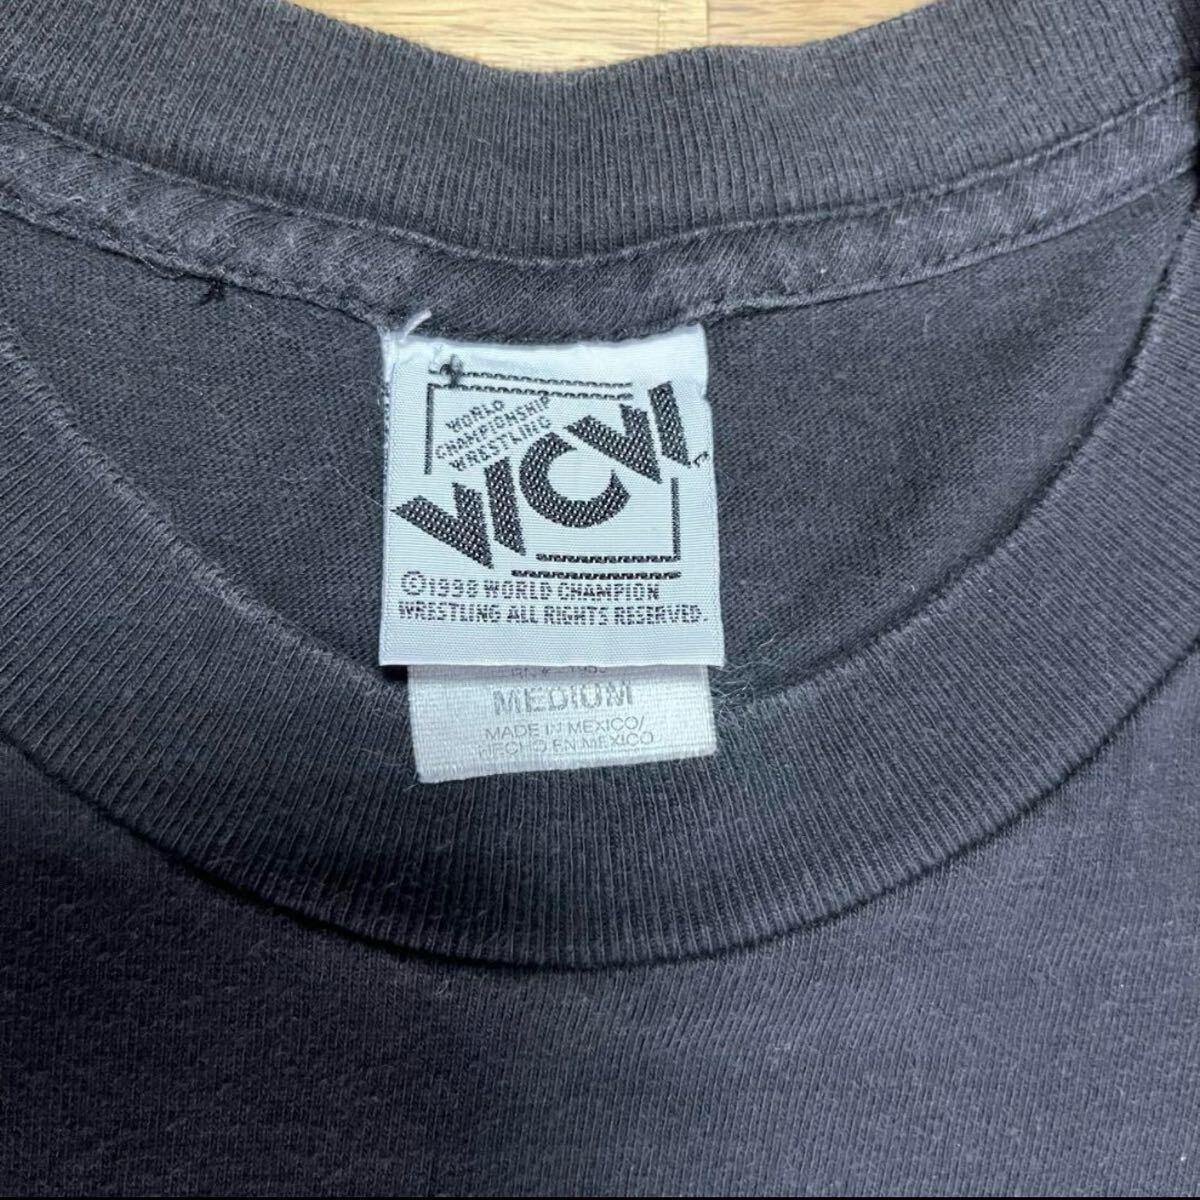 WORLD
CHAMPIONSHIP
WRESTLING
WCW
©1998 WORLD CHAMPION
WRESTLING ALL RIGHTS RESERVED.
MEDIUM
MADE IN MEXICO/
HECHO EN MEXICO